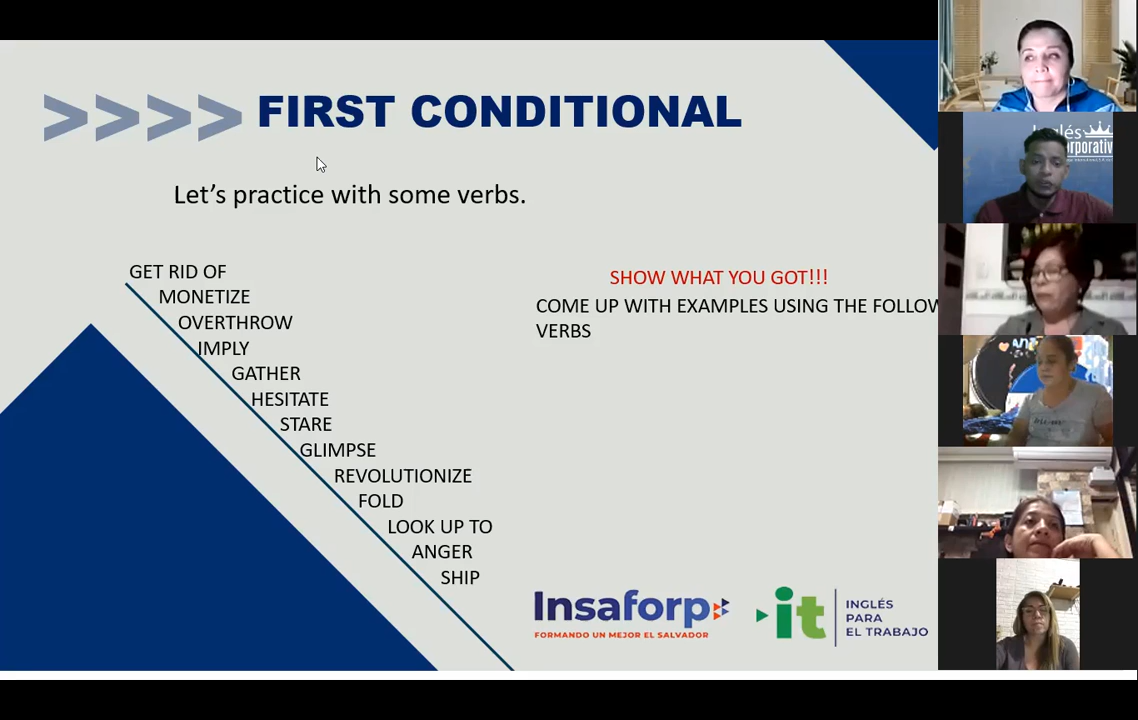 >>>> FIRST CONDITIONAL
Let's practice with some verbs.
GET RID OF
MONETIZE
OVERTHROW
IMPLY
GATHER
HESITATE
STARE
GLIMPSE
REVOLUTIONIZE
FOLD
LOOK UP TO
ANGER
SHIP
SHOW WHAT YOU GOT!!!
COME UP WITH EXAMPLES USING THE FOLLOW
VERBS
Insaforp
FORMANDO UN MEJOR EL SALVADOR
it
INGLÉS
PARA
EL TRABAJO
Inglés
orporativ